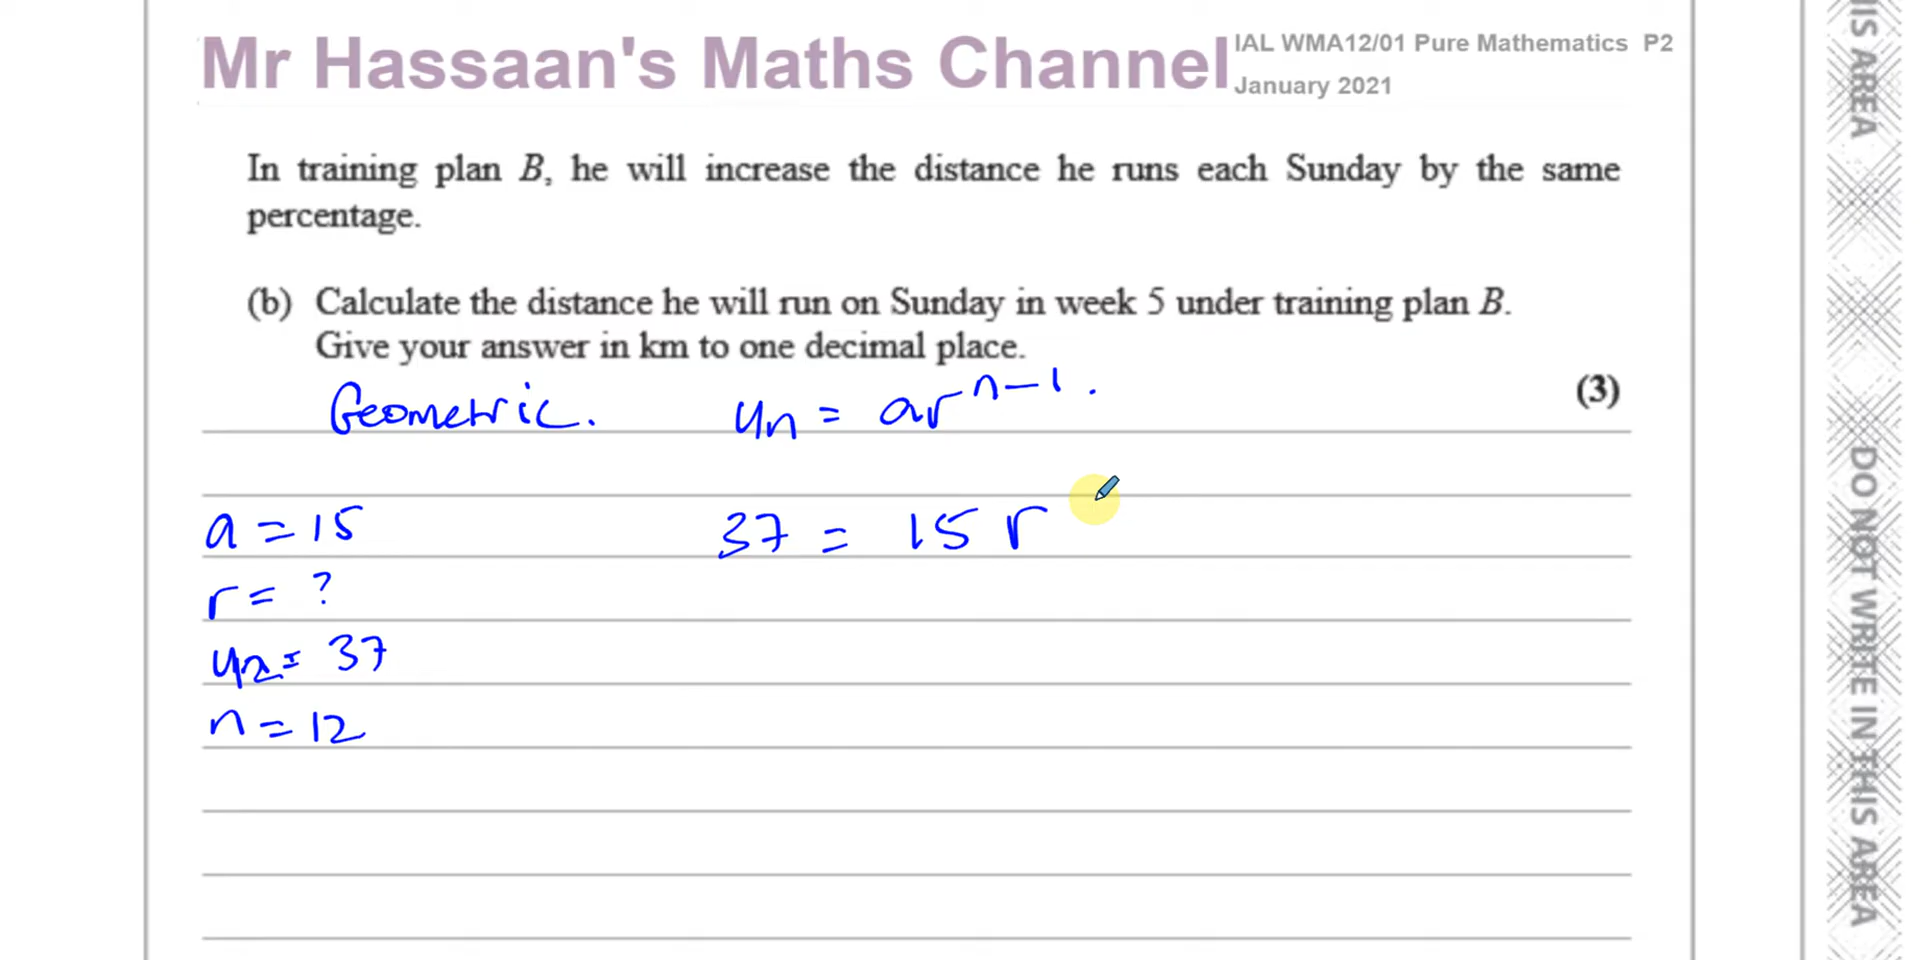 Mr Hassaan's Maths Channel
IAL WMA12/01 Pure Mathematics P2
January 2021
In training plan B, he will increase the distance he runs each Sunday by the same
percentage.
(b) Calculate the distance he will run on Sunday in week 5 under training plan B.
Give your answer in km to one decimal place.
(3)
Geometric. uₙ = arⁿ⁻¹.
a = 15 37 = 15 r
r = ?
= 37
n = 12
HIS AREA
DO NOT WRITE IN THIS AREA